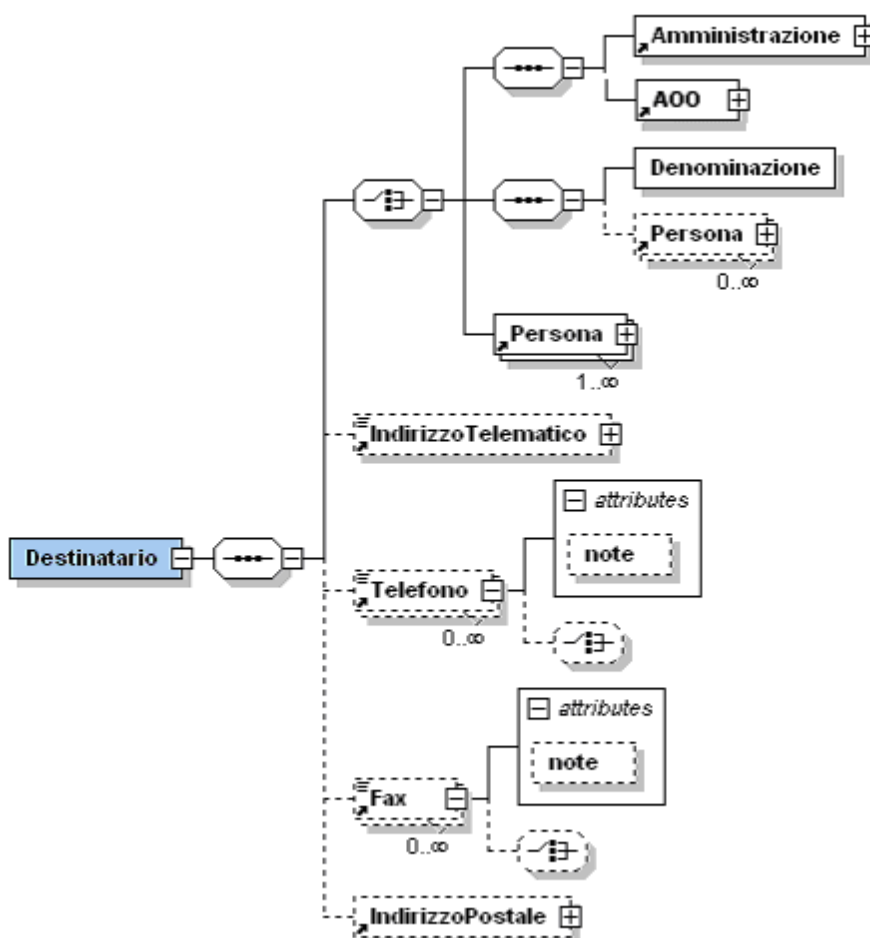 Amministrazione
AOO
Denominazione
Persona
0..∞
Persona
1..∞
IndirizzoTelematico
attributes
note
Destinatario
Telefono
0..∞
attributes
note
Fax
0..∞
IndirizzoPostale